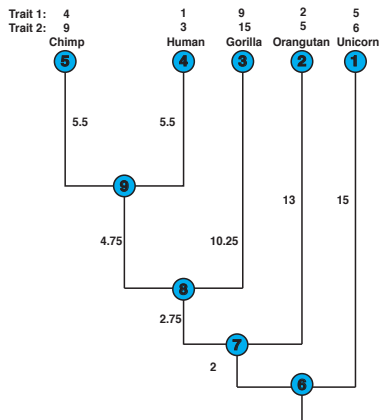 Trait 1: 4 1 9 2 5
Trait 2: 9 3 15 5 6
Chimp Human Gorilla Orangutan Unicorn
5 4 3 2 1
5.5 5.5
9
13 15
4.75 10.25
8
2.75
7
2
6